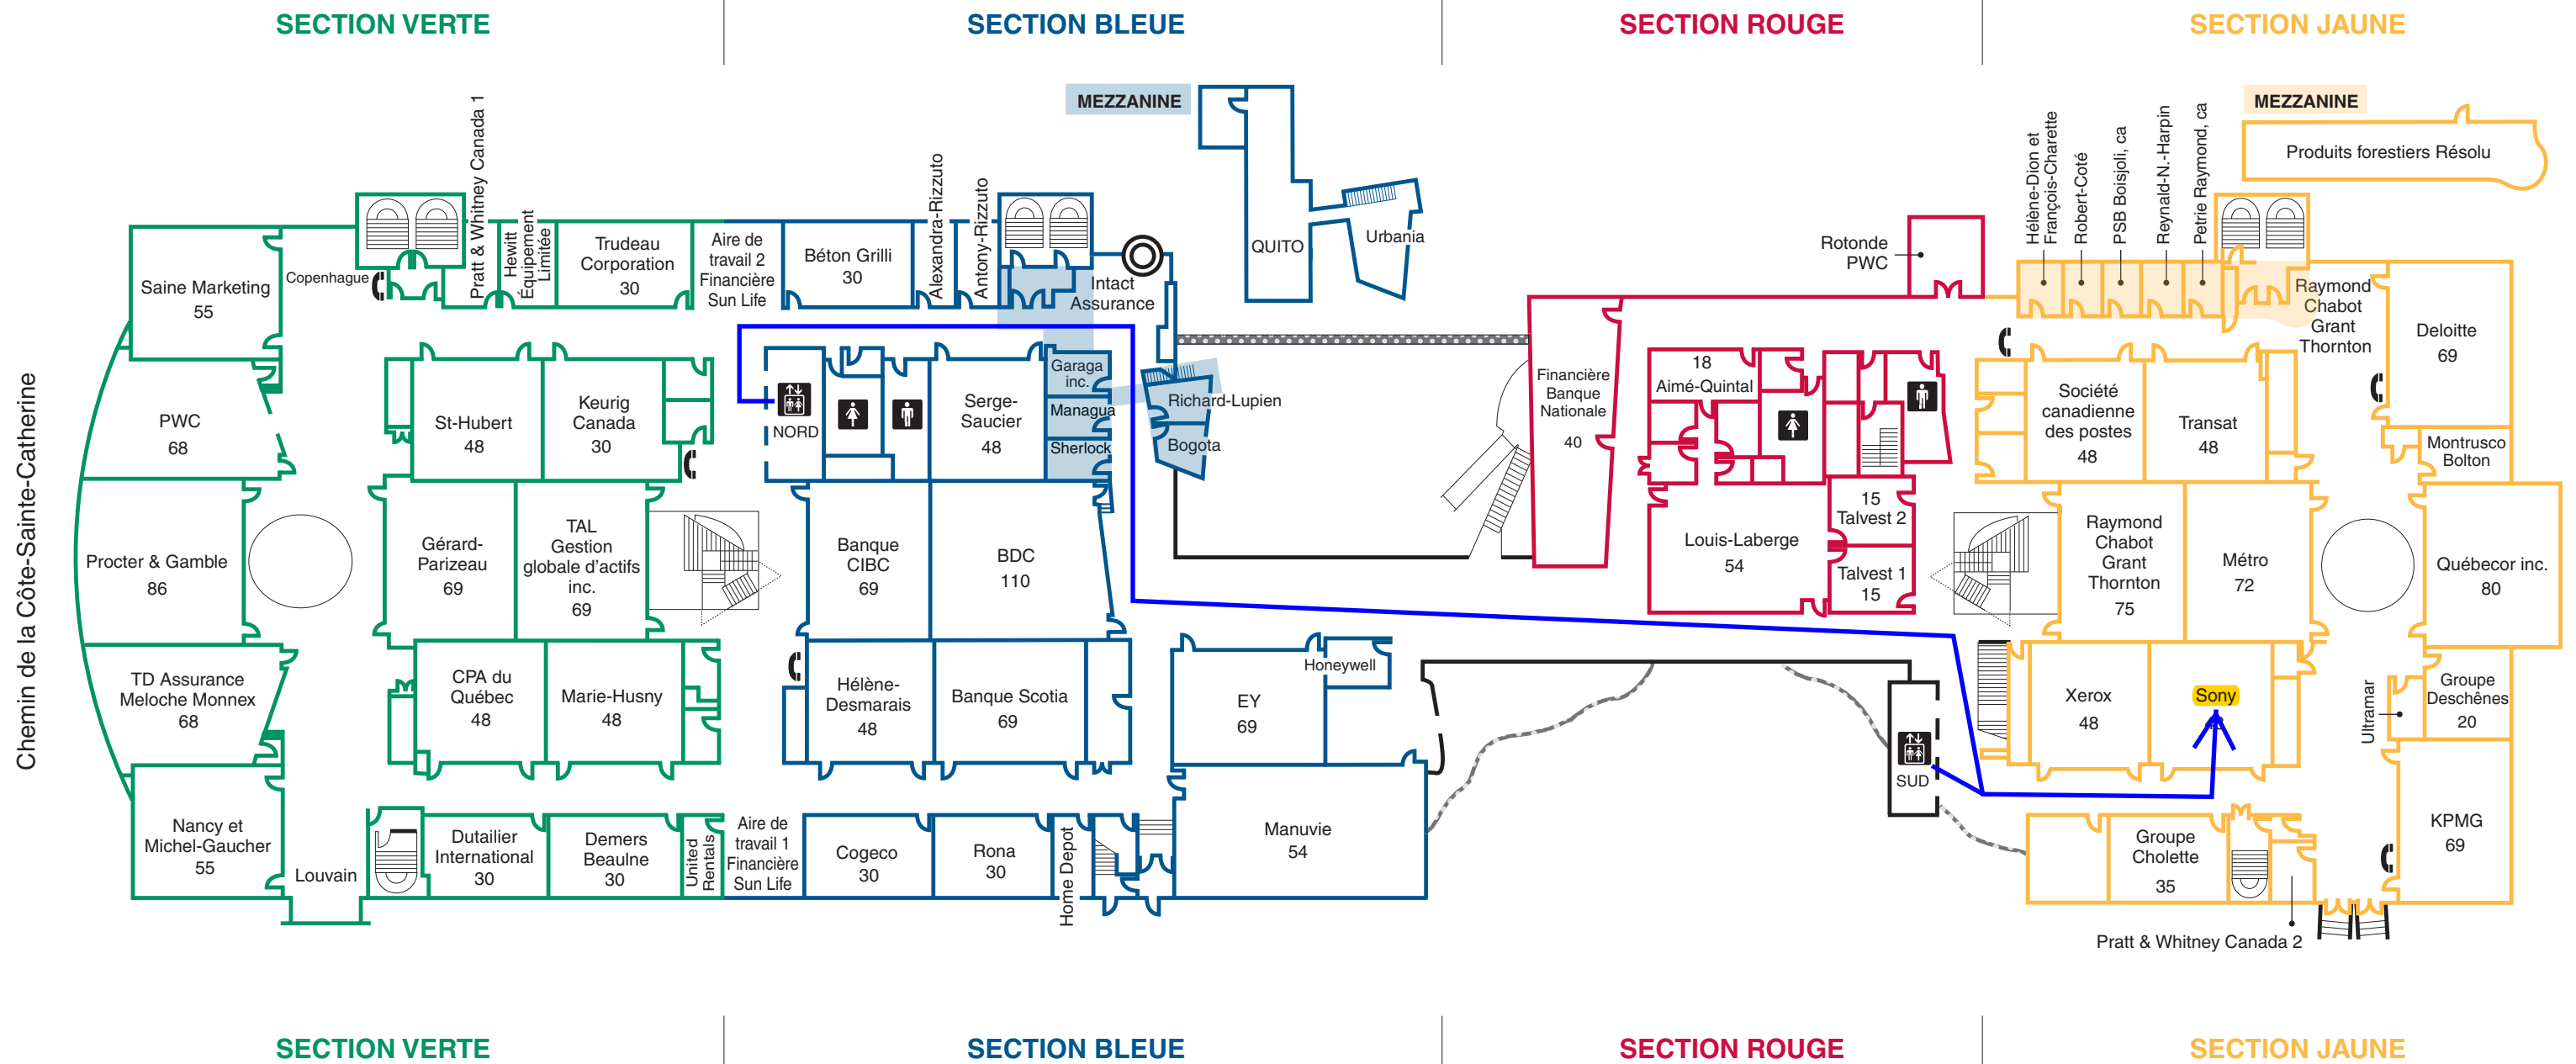 SECTION VERTE
SECTION BLEUE
SECTION ROUGE
SECTION JAUNE
Chemin de la Côte-Sainte-Catherine
Saine Marketing
55
PWC
68
Procter & Gamble
86
TD Assurance
Meloche Monnex
68
Nancy et
Michel-Gaucher
55
Copenhague
Pratt & Whitney Canada 1
Hewitt
Équipement
Limitée
Trudeau
Corporation
30
St-Hubert
48
Keurig
Canada
30
Gérard-
Parizeau
69
TAL
Gestion
globale d'actifs
inc.
69
CPA du
Québec
48
Marie-Husny
48
Louvain
Dutailier
International
30
Demers
Beaulne
30
United
Rentals
Aire de
travail 2
Financière
Sun Life
Béton Grilli
30
Alexandra-Rizzuto
Antony-Rizzuto
MEZZANINE
Intact
Assurance
QUITO
Urbania
NORD
Serge-
Saucier
48
Garaga
inc.
Managua
Sherlock
Richard-Lupien
Bogota
Banque
CIBC
69
BDC
110
Hélène-
Desmarais
48
Banque Scotia
69
EY
69
Honeywell
Aire de
travail 1
Financière
Sun Life
Cogeco
30
Rona
30
Home Depot
Manuvie
54
Rotonde
PWC
Financière
Banque
Nationale
40
18
Aimé-Quintal
Louis-Laberge
54
15
Talvest 2
Talvest 1
15
SUD
MEZZANINE
Produits forestiers Résolu
Hélène-Dion et
François-Charette
Robert-Coté
PSB Boisjoli, ca
Reynald-N.-Harpin
Petrie Raymond, ca
Raymond
Chabot
Grant
Thornton
Deloitte
69
Société
canadienne
des postes
48
Transat
48
Montrusco
Bolton
Raymond
Chabot
Grant
Thornton
75
Métro
72
Québecor inc.
80
Xerox
48
Sony
Ultramar
Groupe
Deschênes
20
Groupe
Cholette
35
KPMG
69
Pratt & Whitney Canada 2
SECTION VERTE
SECTION BLEUE
SECTION ROUGE
SECTION JAUNE